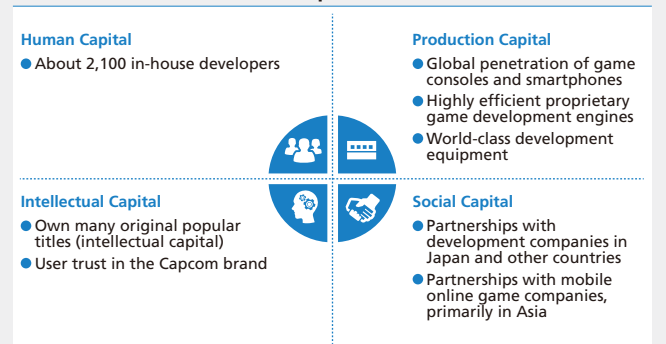 Human Capital
● About 2,100 in-house developers
Production Capital
● Global penetration of game
consoles and smartphones
● Highly efficient proprietary
game development engines
● World-class development
equipment
Intellectual Capital
● Own many original popular
titles (intellectual capital)
● User trust in the Capcom brand
Social Capital
● Partnerships with
development companies in
Japan and other countries
● Partnerships with mobile
online game companies,
primarily in Asia